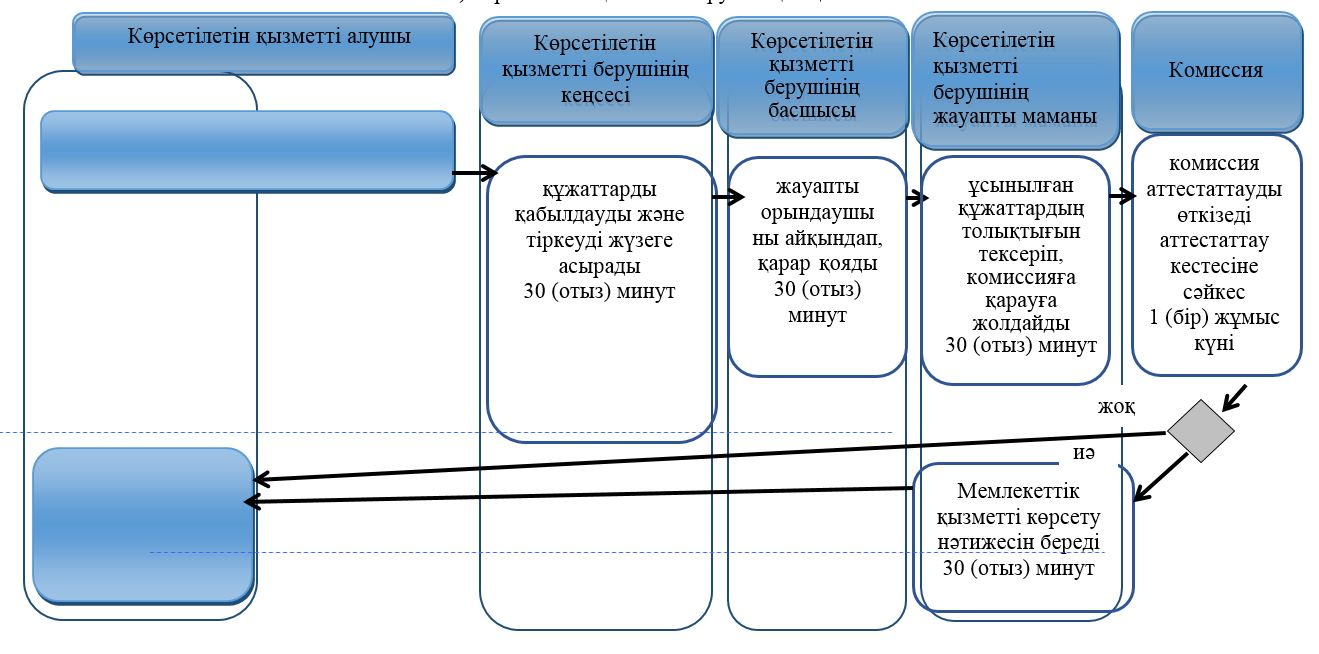 Көрсетілетін қызметті алушы
Көрсетілетін
қызметті берушінің
кеңсесі
Көрсетілетін
қызметті
берушінің
басшысы
Көрсетілетін
қызметті
берушінің
жауапты маманы
Комиссия
құжаттарды
қабылдауды және
тіркеуді жүзеге
асырады
30 (отыз) минут
жауапты
орындаушы
ны айқындап,
қарар қояды
30 (отыз)
минут
ұсынылған
құжаттардың
толықтығын
тексеріп,
комиссияға
қарауға
жолдайды
30 (отыз) минут
комиссия
аттестаттауды
өткізеді
аттестаттау
кестесіне
сәйкес
1 (бір) жұмыс
күні
жоқ
иә
Мемлекеттік
қызметті көрсету
нәтижесін береді
30 (отыз) минут